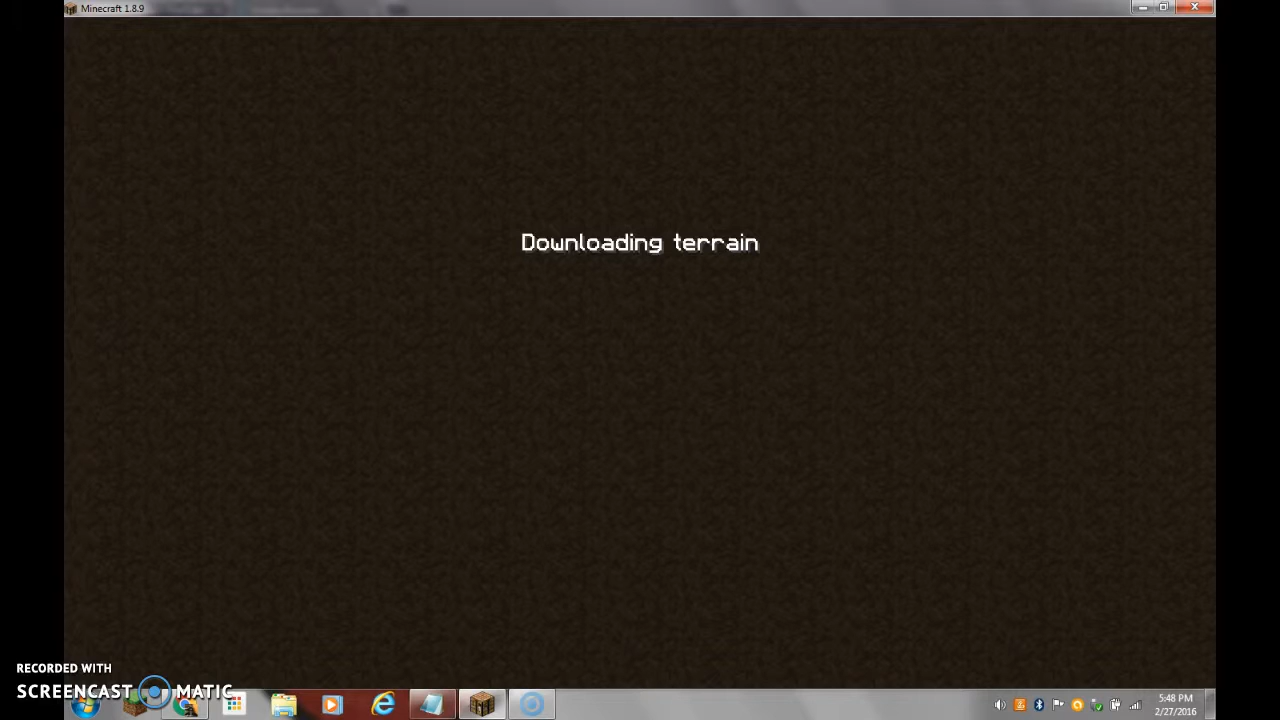 Minecraft 1.8.9
Downloading terrain
RECORDED WITH
SCREENCAST MATIC
5:48 PM
2/27/2016